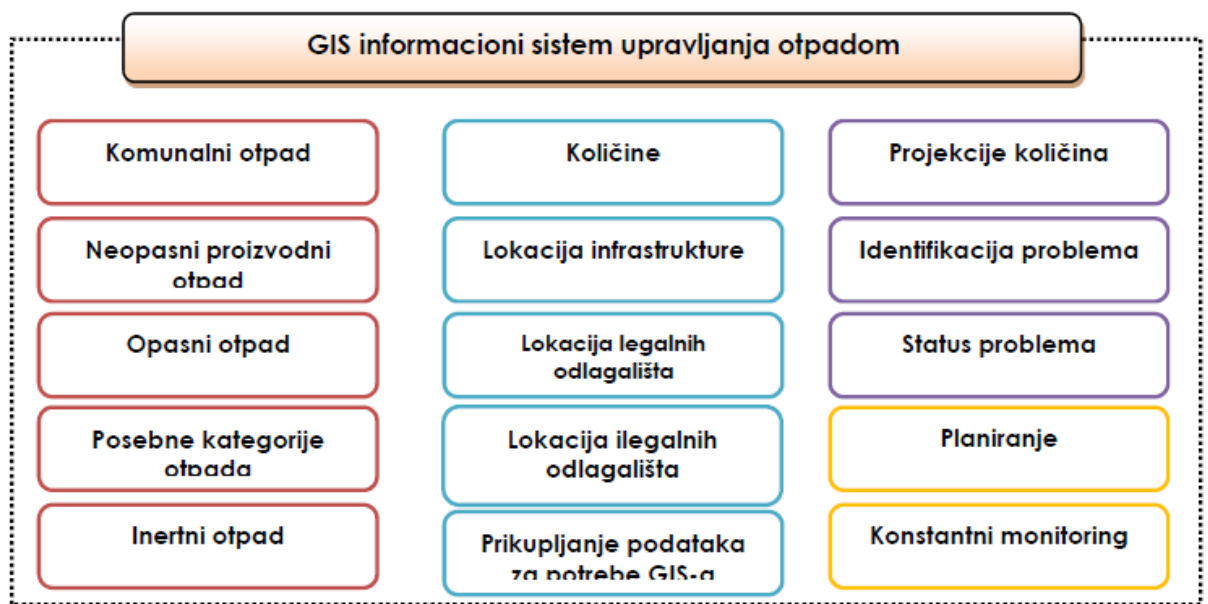 GIS informacioni sistem upravljanja otpadom
Komunalni otpad
Količine
Projekcije količina
Neopasni proizvodni
otpad
Lokacija infrastrukture
Identifikacija problema
Opasni otpad
Lokacija legalnih
odlagališta
Status problema
Posebne kategorije
otpada
Lokacija ilegalnih
odlagališta
Planiranje
Inertni otpad
Prikupljanje podataka
za potrebe GIS-a
Konstantni monitoring